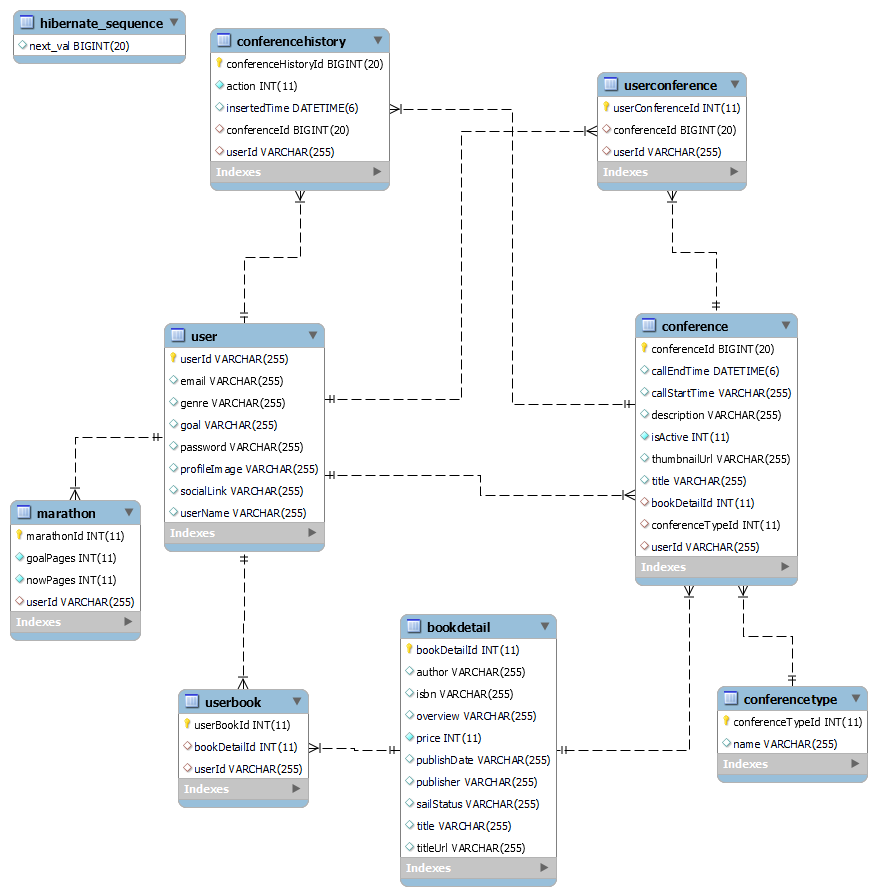 hibernate_sequence
next_val BIGINT(20)
conferencehistory
conferenceHistoryId BIGINT(20)
action INT(11)
insertedTime DATETIME(6)
conferenceId BIGINT(20)
userId VARCHAR(255)
Indexes
userconference
userConferenceId INT(11)
conferenceId BIGINT(20)
userId VARCHAR(255)
Indexes
user
userId VARCHAR(255)
email VARCHAR(255)
genre VARCHAR(255)
goal VARCHAR(255)
password VARCHAR(255)
profileImage VARCHAR(255)
socialLink VARCHAR(255)
userName VARCHAR(255)
Indexes
conference
conferenceId BIGINT(20)
callEndTime DATETIME(6)
callStartTime VARCHAR(255)
description VARCHAR(255)
isActive INT(11)
thumbnailUrl VARCHAR(255)
title VARCHAR(255)
bookDetailId INT(11)
conferenceTypeId INT(11)
userId VARCHAR(255)
Indexes
marathon
marathonId INT(11)
goalPages INT(11)
nowPages INT(11)
userId VARCHAR(255)
Indexes
userbook
userBookId INT(11)
bookDetailId INT(11)
userId VARCHAR(255)
Indexes
bookdetail
bookDetailId INT(11)
author VARCHAR(255)
isbn VARCHAR(255)
overview VARCHAR(255)
price INT(11)
publishDate VARCHAR(255)
publisher VARCHAR(255)
sailStatus VARCHAR(255)
title VARCHAR(255)
titleUrl VARCHAR(255)
Indexes
conferencetype
conferenceTypeId INT(11)
name VARCHAR(255)
Indexes